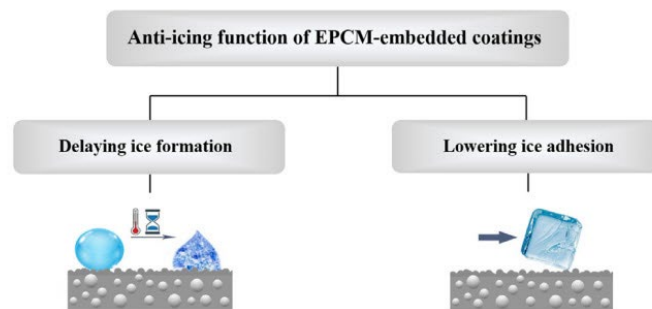 Anti-icing function of EPCM-embedded coatings
Delaying ice formation
Lowering ice adhesion